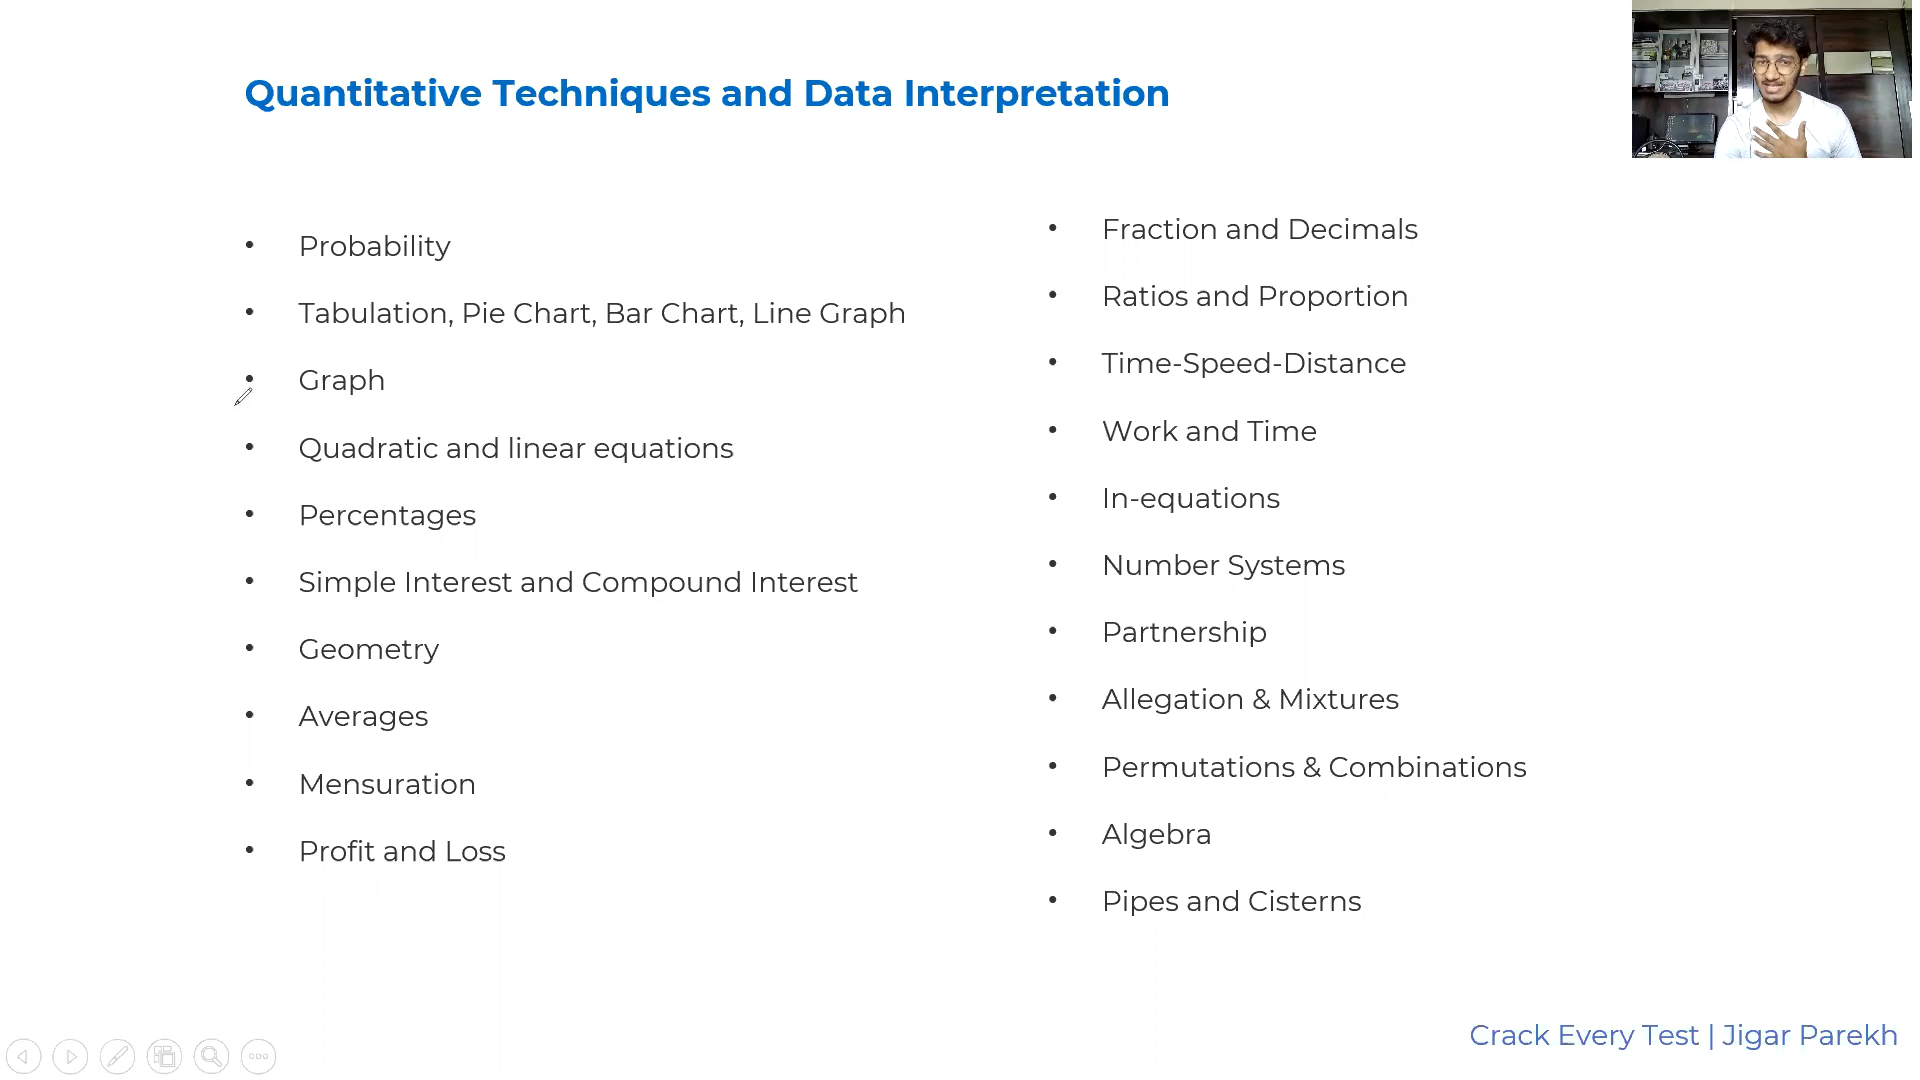 Quantitative Techniques and Data Interpretation
• Probability
• Tabulation, Pie Chart, Bar Chart, Line Graph
• Graph
• Quadratic and linear equations
• Percentages
• Simple Interest and Compound Interest
• Geometry
• Averages
• Mensuration
• Profit and Loss
• Fraction and Decimals
• Ratios and Proportion
• Time-Speed-Distance
• Work and Time
• In-equations
• Number Systems
• Partnership
• Allegation & Mixtures
• Permutations & Combinations
• Algebra
• Pipes and Cisterns
Crack Every Test | Jigar Parekh